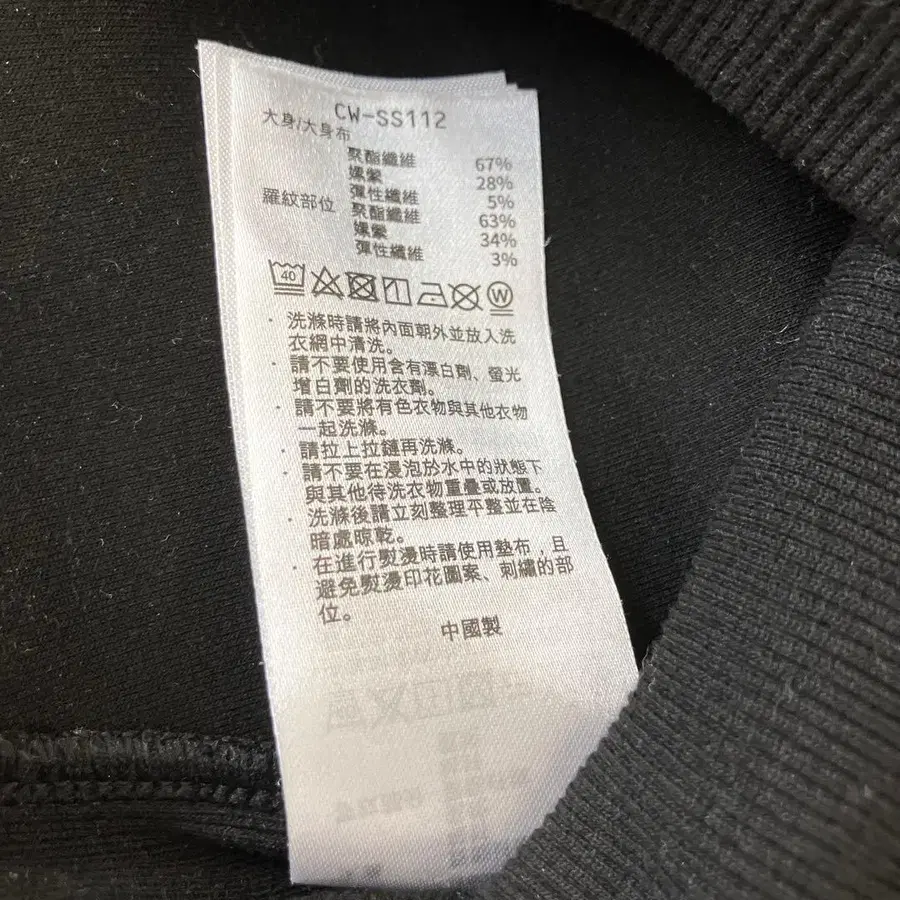 CW-SS112
大身/大身布
聚酯纖維 67%
嫘縈 28%
彈性纖維 5%
羅紋部位 聚酯纖維 63%
嫘縈 34%
彈性纖維 3%
40
W
· 洗滌時請將內面朝外並放入洗
衣網中清洗。
· 請不要使用含有漂白劑、螢光
增白劑的洗衣劑。
· 請不要將有色衣物與其他衣物
一起洗滌。
· 請拉上拉鏈再洗滌。
· 請不要在浸泡於水中的狀態下
與其他待洗衣物重疊或放置。
· 洗滌後請立刻整理平整並在陰
暗處晾乾。
· 在進行熨燙時請使用墊布，且
避免熨燙印花圖案、刺繡的部
位。
中國製